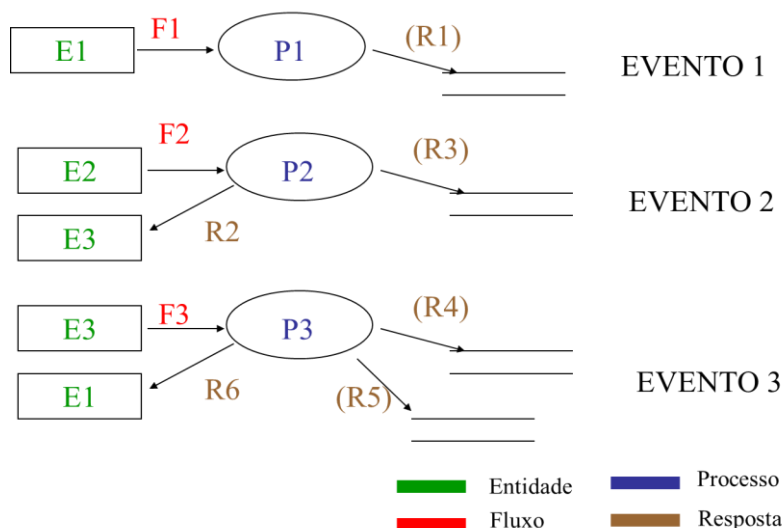 F1
E1
P1
(R1)
EVENTO 1
F2
E2
P2
(R3)
EVENTO 2
E3
R2
F3
E3
P3
(R4)
E1
R6
(R5)
EVENTO 3
Entidade
Processo
Fluxo
Resposta